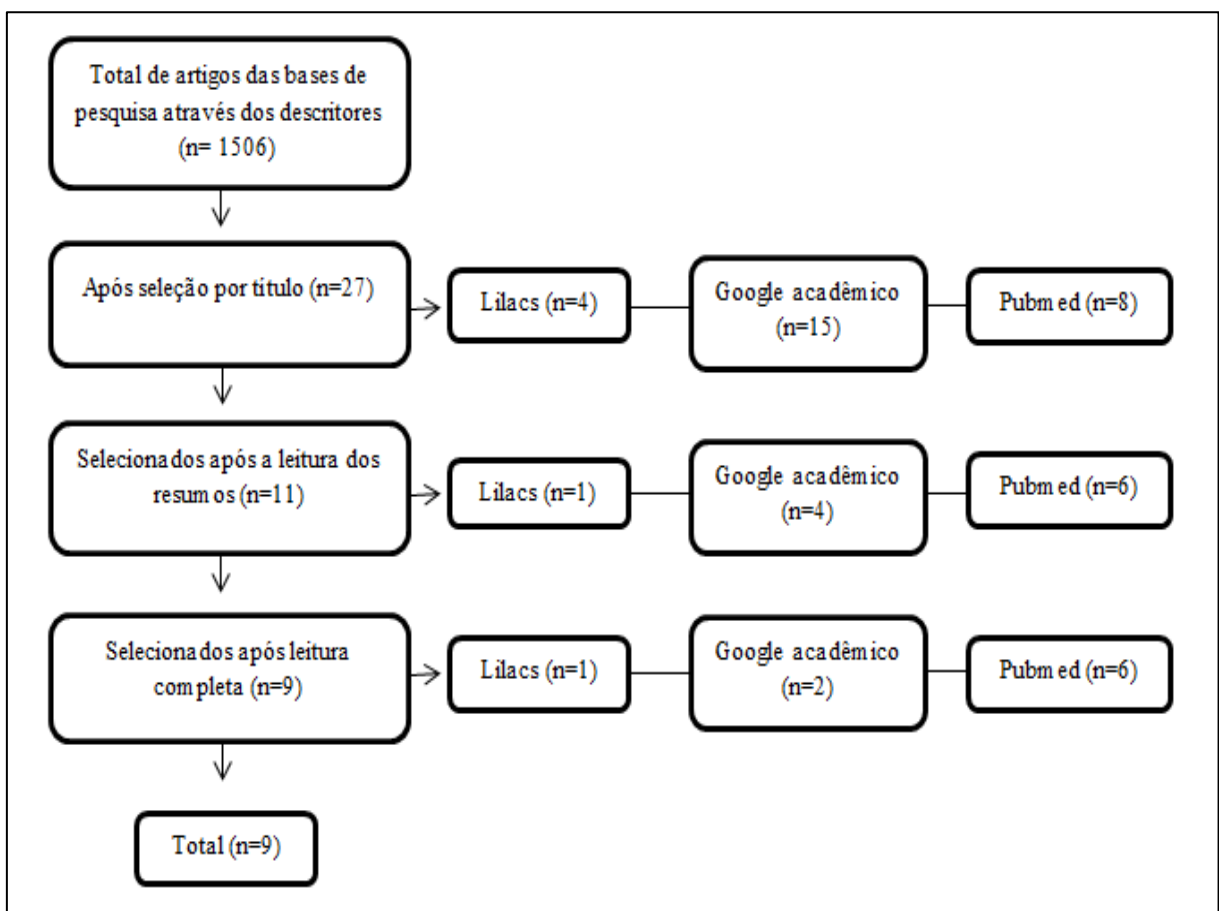 Total de artigos das bases de
pesquisa através dos descritores
(n= 1506)
Após seleção por título (n=27)
Lilacs (n=4)
Google acadêmico
(n=15)
Pubmed (n=8)
Selecionados após a leitura dos
resumos (n=11)
Lilacs (n=1)
Google acadêmico
(n=4)
Pubmed (n=6)
Selecionados após leitura
completa (n=9)
Lilacs (n=1)
Google acadêmico
(n=2)
Pubmed (n=6)
Total (n=9)